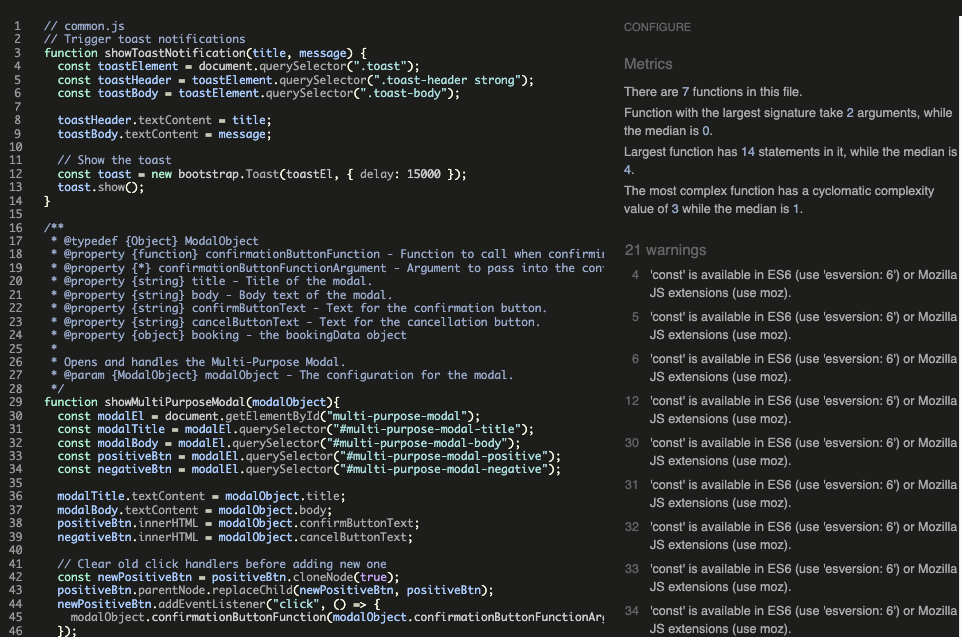 1 // common.js
2 // Trigger toast notifications
3 function showToastNotification(title, message) {
4 const toastElement = document.querySelector(".toast");
5 const toastHeader = toastElement.querySelector(".toast-header strong");
6 const toastBody = toastElement.querySelector(".toast-body");
7
8 toastHeader.textContent = title;
9 toastBody.textContent = message;
10
11 // Show the toast
12 const toast = new bootstrap.Toast(toastEl, { delay: 15000 });
13 toast.show();
14 }
15
16 /**
17 * @typedef {Object} ModalObject
18 * @property {function} confirmationButtonFunction - Function to call when confirmin
19 * @property {*} confirmationButtonFunctionArgument - Argument to pass into the con
20 * @property {string} title - Title of the modal.
21 * @property {string} body - Body text of the modal.
22 * @property {string} confirmButtonText - Text for the confirmation button.
23 * @property {string} cancelButtonText - Text for the cancellation button.
24 * @property {object} booking - the bookingData object
25 *
26 * Opens and handles the Multi-Purpose Modal.
27 * @param {ModalObject} modalObject - The configuration for the modal.
28 */
29 function showMultiPurposeModal(modalObject){
30 const modalEl = document.getElementById("multi-purpose-modal");
31 const modalTitle = modalEl.querySelector("#multi-purpose-modal-title");
32 const modalBody = modalEl.querySelector("#multi-purpose-modal-body");
33 const positiveBtn = modalEl.querySelector("#multi-purpose-modal-positive");
34 const negativeBtn = modalEl.querySelector("#multi-purpose-modal-negative");
35
36 modalTitle.textContent = modalObject.title;
37 modalBody.textContent = modalObject.body;
38 positiveBtn.innerHTML = modalObject.confirmButtonText;
39 negativeBtn.innerHTML = modalObject.cancelButtonText;
40
41 // Clear old click handlers before adding new one
42 const newPositiveBtn = positiveBtn.cloneNode(true);
43 positiveBtn.parentNode.replaceChild(newPositiveBtn, positiveBtn);
44 newPositiveBtn.addEventListener("click", () => {
45 modalObject.confirmationButtonFunction(modalObject.confirmationButtonFunctionArg
46 });
CONFIGURE
Metrics
There are 7 functions in this file.
Function with the largest signature take 2 arguments, while
the median is 0.
Largest function has 14 statements in it, while the median is
4.
The most complex function has a cyclomatic complexity
value of 3 while the median is 1.
21 warnings
4 'const' is available in ES6 (use 'esversion: 6') or Mozilla
JS extensions (use moz).
5 'const' is available in ES6 (use 'esversion: 6') or Mozilla
JS extensions (use moz).
6 'const' is available in ES6 (use 'esversion: 6') or Mozilla
JS extensions (use moz).
12 'const' is available in ES6 (use 'esversion: 6') or Mozilla
JS extensions (use moz).
30 'const' is available in ES6 (use 'esversion: 6') or Mozilla
JS extensions (use moz).
31 'const' is available in ES6 (use 'esversion: 6') or Mozilla
JS extensions (use moz).
32 'const' is available in ES6 (use 'esversion: 6') or Mozilla
JS extensions (use moz).
33 'const' is available in ES6 (use 'esversion: 6') or Mozilla
JS extensions (use moz).
34 'const' is available in ES6 (use 'esversion: 6') or Mozilla
JS extensions (use moz).